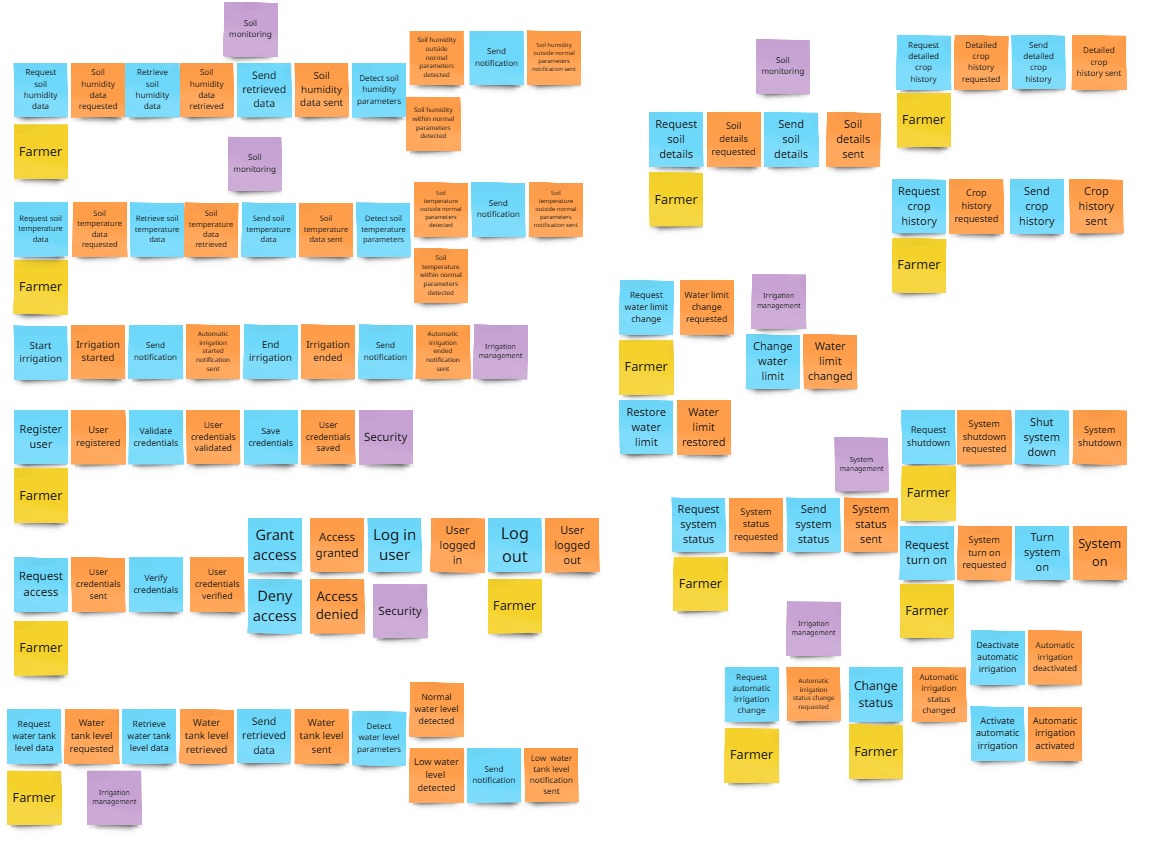 Soil
monitoring
Request
soil
humidity
data
Soil
humidity
data
requested
Retrieve
soil
humidity
data
Soil
humidity
data
retrieved
Send
retrieved
data
Soil
humidity
data sent
Detect soil
humidity
parameters
Soil humidity
outside
normal
parameters
detected
Send
notification
Soil humidity
outside normal
parameters
notification sent
Soil humidity
within normal
parameters
detected
Farmer
Soil
monitoring
Request soil
temperature
data
Soil
temperature
data
requested
Retrieve soil
temperature
data
Soil
temperature
data
retrieved
Send soil
temperature
data
Soil
temperature
data sent
Detect soil
temperature
parameters
Soil
temperature
outside normal
parameters
detected
Send
notification
Soil
temperature
outside normal
parameters
notification sent
Soil
temperature
within normal
parameters
detected
Farmer
Start
irrigation
Irrigation
started
Send
notification
Automatic
irrigation
started
notification
sent
End
irrigation
Irrigation
ended
Send
notification
Automatic
irrigation
ended
notification
sent
Irrigation
management
Register
user
User
registered
Validate
credentials
User
credentials
validated
Save
credentials
User
credentials
saved
Security
Farmer
Request
access
User
credentials
sent
Verify
credentials
User
credentials
verified
Grant
access
Access
granted
Log in
user
User
logged
in
Log
out
User
logged
out
Deny
access
Access
denied
Security
Farmer
Farmer
Request
water tank
level data
Water
tank level
requested
Retrieve
water tank
level data
Water
tank level
retrieved
Send
retrieved
data
Water
tank level
sent
Detect
water level
parameters
Normal
water level
detected
Low water
level
detected
Send
notification
Low water
tank level
notification
sent
Farmer
Irrigation
management
Soil
monitoring
Request
soil
details
Soil
details
requested
Send
soil
details
Soil
details
sent
Farmer
Request
detailed
crop
history
Detailed
crop
history
requested
Send
detailed
crop
history
Detailed
crop
history sent
Farmer
Request
crop
history
Crop
history
requested
Send
crop
history
Crop
history
sent
Farmer
Request
water limit
change
Water limit
change
requested
Irrigation
management
Farmer
Change
water
limit
Water
limit
changed
Restore
water
limit
Water
limit
restored
System
management
Request
shutdown
System
shutdown
requested
Shut
system
down
System
shutdown
Farmer
Request
system
status
System
status
requested
Send
system
status
System
status
sent
Farmer
Request
turn on
System
turn on
requested
Turn
system
on
System
on
Farmer
Irrigation
management
Request
automatic
irrigation
change
Automatic
irrigation
status change
requested
Change
status
Automatic
irrigation
status
changed
Deactivate
automatic
irrigation
Automatic
irrigation
deactivated
Activate
automatic
irrigation
Automatic
irrigation
activated
Farmer
Farmer